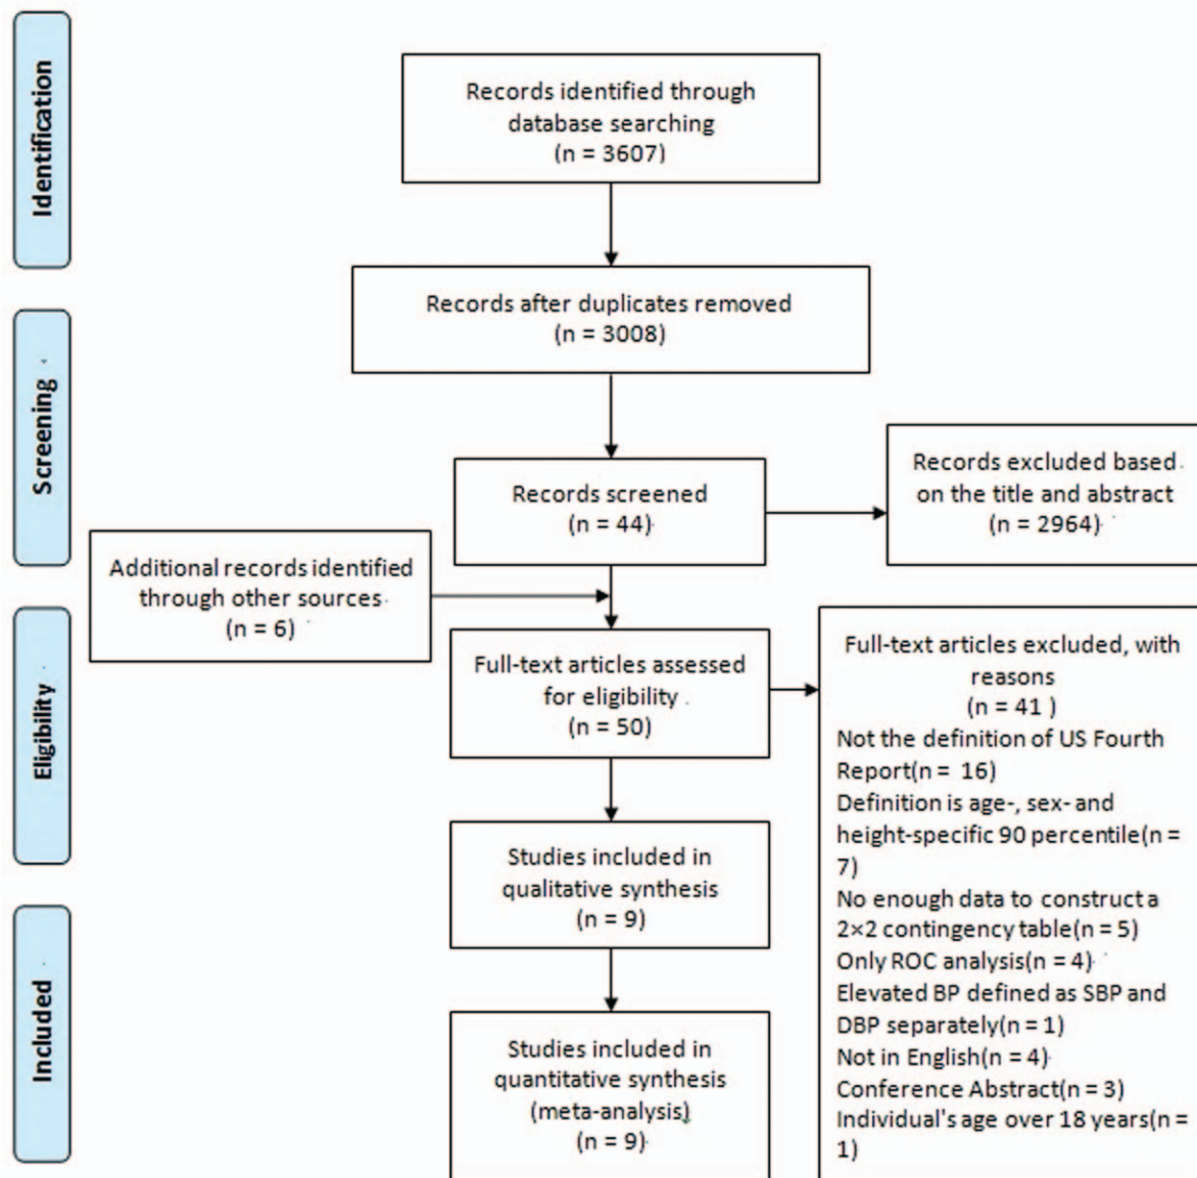 Identification
Records identified through
database searching
(n = 3607)
Records after duplicates removed
(n = 3008)
Screening
Records screened
(n = 44)
Records excluded based
on the title and abstract
(n = 2964)
Additional records identified
through other sources
(n = 6)
Eligibility
Full-text articles assessed
for eligibility
(n = 50)
Full-text articles excluded, with
reasons
(n = 41 )
Not the definition of US Fourth
Report(n = 16)
Definition is age-, sex- and
height-specific 90 percentile(n =
7)
No enough data to construct a
2×2 contingency table(n = 5)
Only ROC analysis(n = 4)
Elevated BP defined as SBP and
DBP separately(n = 1)
Not in English(n = 4)
Conference Abstract(n = 3)
Individual's age over 18 years(n =
1)
Studies included in
qualitative synthesis
(n = 9)
Included
Studies included in
quantitative synthesis
(meta-analysis)
(n = 9)